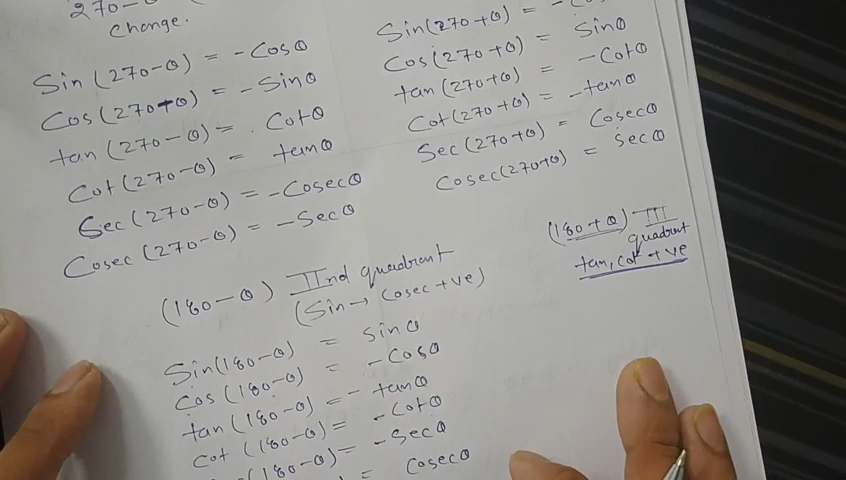 270-θ
change.
Sin (270-θ) = -Cosθ
Cos (270-θ) = -Sinθ
tan (270-θ) = Cotθ
Cot (270-θ) = tanθ
Sec (270-θ) = -Cosecθ
Cosec (270-θ) = -Secθ
Sin(270+θ) = -
Cos(270+θ) = Sinθ
tan (270+θ) = -Cotθ
Cot(270+θ) = -tanθ
Sec(270+θ) = Cosecθ
Cosec(270+θ) = Secθ
(180+θ) III
quadrant
tan, cot +ve
(180-θ) IInd quadrant
(Sin → Cosec +ve)
Sin(180-θ) = sinθ
Cos (180-θ) = -Cosθ
tan (180-θ) = - tanθ
cot (180-θ) = -Cotθ
(180-θ) = -Secθ
= Cosecθ